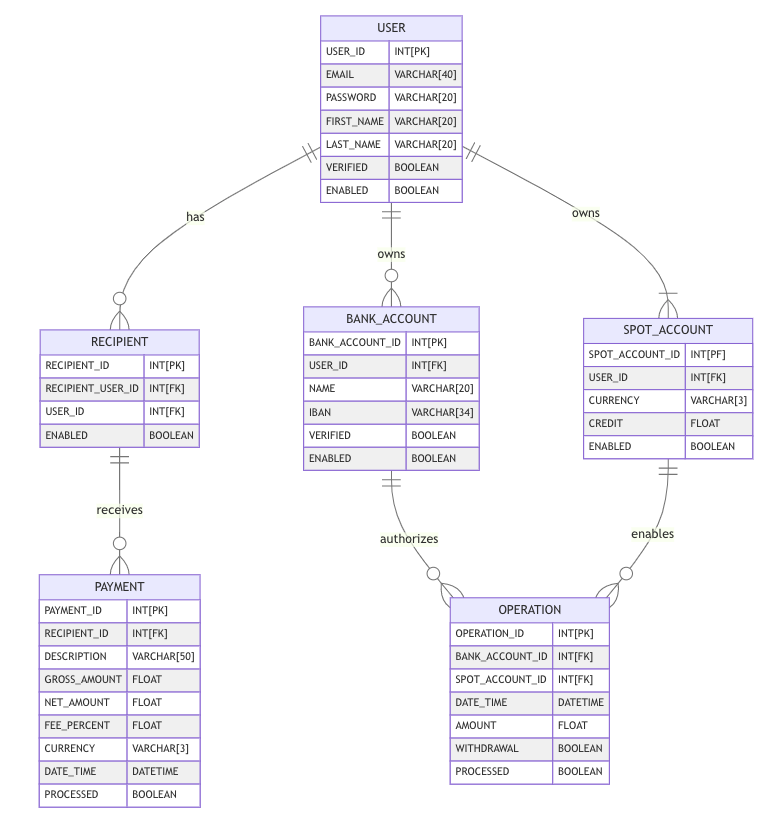 USER
USER_ID INT[PK]
EMAIL VARCHAR[40]
PASSWORD VARCHAR[20]
FIRST_NAME VARCHAR[20]
LAST_NAME VARCHAR[20]
VERIFIED BOOLEAN
ENABLED BOOLEAN
has
owns
owns
RECIPIENT
RECIPIENT_ID INT[PK]
RECIPIENT_USER_ID INT[FK]
USER_ID INT[FK]
ENABLED BOOLEAN
BANK_ACCOUNT
BANK_ACCOUNT_ID INT[PK]
USER_ID INT[FK]
NAME VARCHAR[20]
IBAN VARCHAR[34]
VERIFIED BOOLEAN
ENABLED BOOLEAN
SPOT_ACCOUNT
SPOT_ACCOUNT_ID INT[PF]
USER_ID INT[FK]
CURRENCY VARCHAR[3]
CREDIT FLOAT
ENABLED BOOLEAN
receives
authorizes
enables
PAYMENT
PAYMENT_ID INT[PK]
RECIPIENT_ID INT[FK]
DESCRIPTION VARCHAR[50]
GROSS_AMOUNT FLOAT
NET_AMOUNT FLOAT
FEE_PERCENT FLOAT
CURRENCY VARCHAR[3]
DATE_TIME DATETIME
PROCESSED BOOLEAN
OPERATION
OPERATION_ID INT[PK]
BANK_ACCOUNT_ID INT[FK]
SPOT_ACCOUNT_ID INT[FK]
DATE_TIME DATETIME
AMOUNT FLOAT
WITHDRAWAL BOOLEAN
PROCESSED BOOLEAN